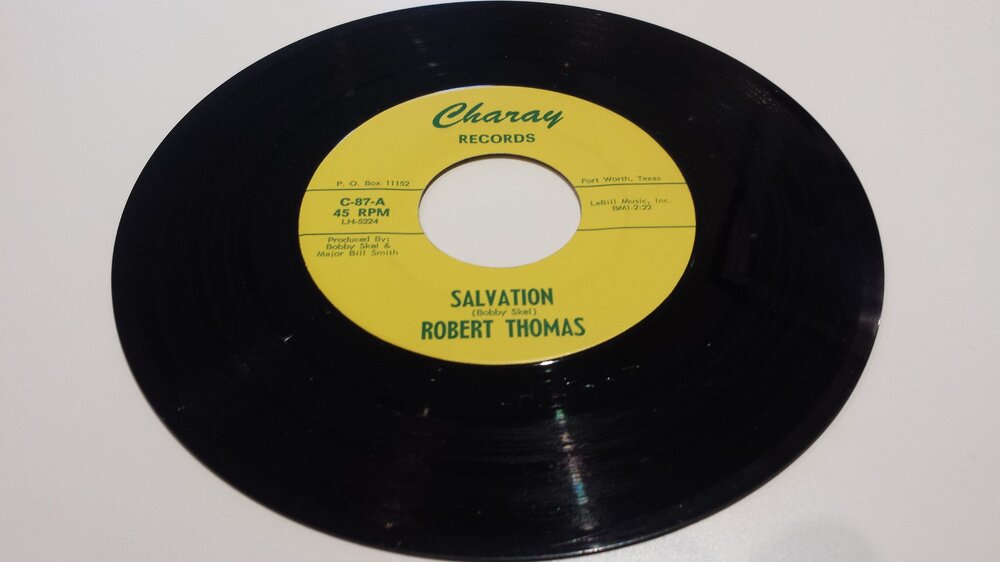 Charay
RECORDS
P. O. Box 11152
Fort Worth, Texas
C-87-A
45 RPM
LH-5224
LeBill Music, Inc.
BMI-2:22
Produced By:
Bobby Skel &
Major Bill Smith
SALVATION
(Bobby Skel)
ROBERT THOMAS